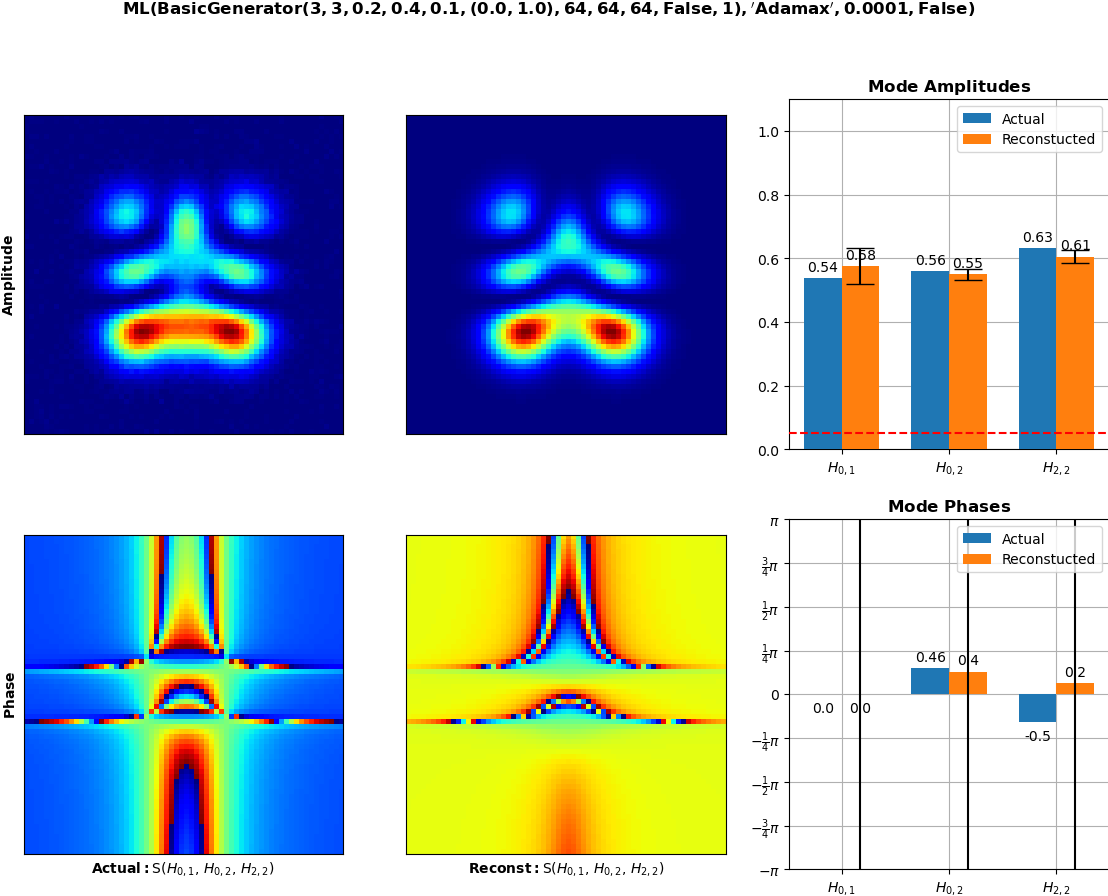 ML(BasicGenerator(3, 3, 0.2, 0.4, 0.1, (0.0, 1.0), 64, 64, 64, False, 1), ′Adamax′, 0.0001, False)
Amplitude
Mode Amplitudes
Actual
Reconstucted
1.0
0.8
0.6
0.4
0.2
0.0
0.54
0.58
0.56
0.55
0.63
0.61
H0,1
H0,2
H2,2
Phase
Actual: S(H0,1, H0,2, H2,2)
Reconst: S(H0,1, H0,2, H2,2)
Mode Phases
Actual
Reconstucted
π
3/4π
1/2π
1/4π
0
−1/4π
−1/2π
−3/4π
−π
0.0
0.0
0.46
0.4
-0.5
0.2
H0,1
H0,2
H2,2